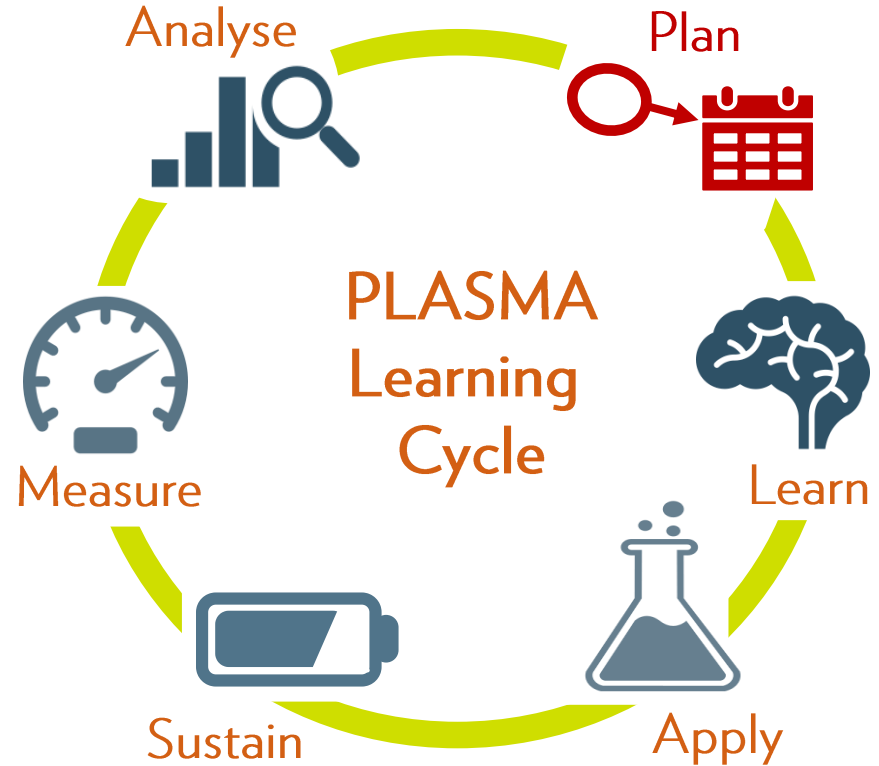 Analyse
Plan
PLASMA
Learning
Cycle
Measure
Learn
Sustain
Apply